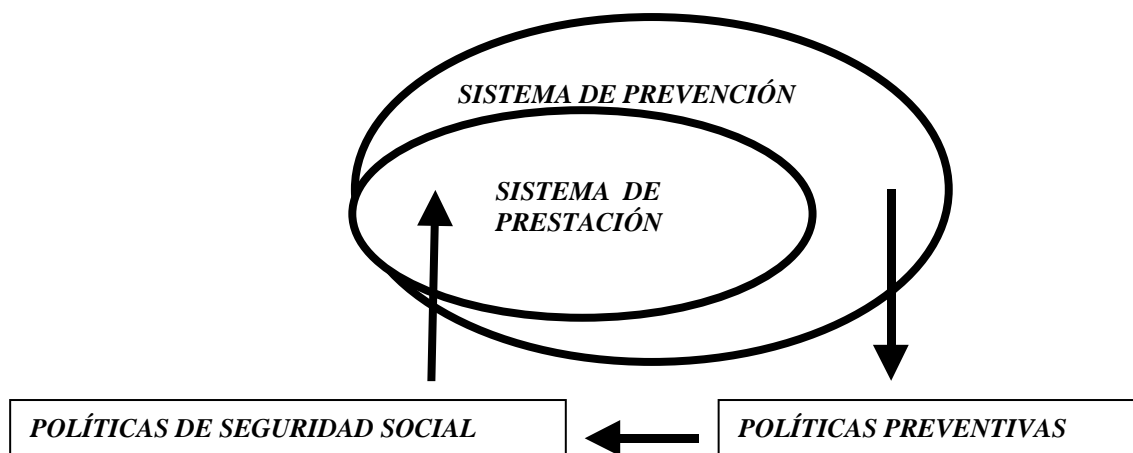 SISTEMA DE PREVENCIÓN
SISTEMA DE
PRESTACIÓN
POLÍTICAS DE SEGURIDAD SOCIAL
POLÍTICAS PREVENTIVAS